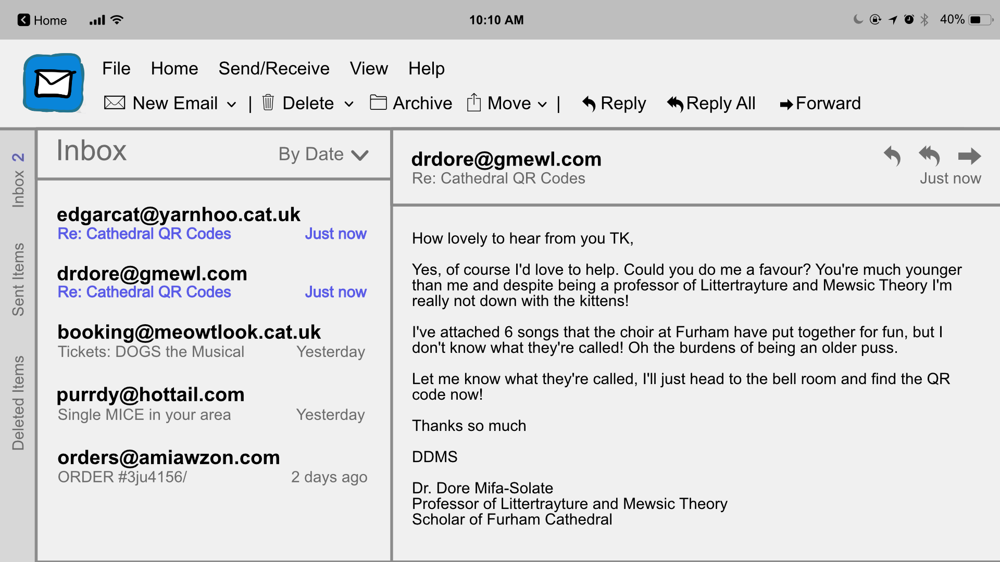 Home
10:10 AM
40%
File Home Send/Receive View Help
New Email | Delete Archive Move | Reply Reply All Forward
Inbox 2
Sent Items
Deleted Items
Inbox By Date
edgarcat@yarnhoo.cat.uk
Re: Cathedral QR Codes Just now
drdore@gmewl.com
Re: Cathedral QR Codes Just now
booking@meowtlook.cat.uk
Tickets: DOGS the Musical Yesterday
purrdy@hottail.com
Single MICE in your area Yesterday
orders@amiawzon.com
ORDER #3ju4156/ 2 days ago
drdore@gmewl.com
Re: Cathedral QR Codes Just now
How lovely to hear from you TK,
Yes, of course I'd love to help. Could you do me a favour? You're much younger
than me and despite being a professor of Littertrayture and Mewsic Theory I'm
really not down with the kittens!
I've attached 6 songs that the choir at Furham have put together for fun, but I
don't know what they're called! Oh the burdens of being an older puss.
Let me know what they're called, I'll just head to the bell room and find the QR
code now!
Thanks so much
DDMS
Dr. Dore Mifa-Solate
Professor of Littertrayture and Mewsic Theory
Scholar of Furham Cathedral